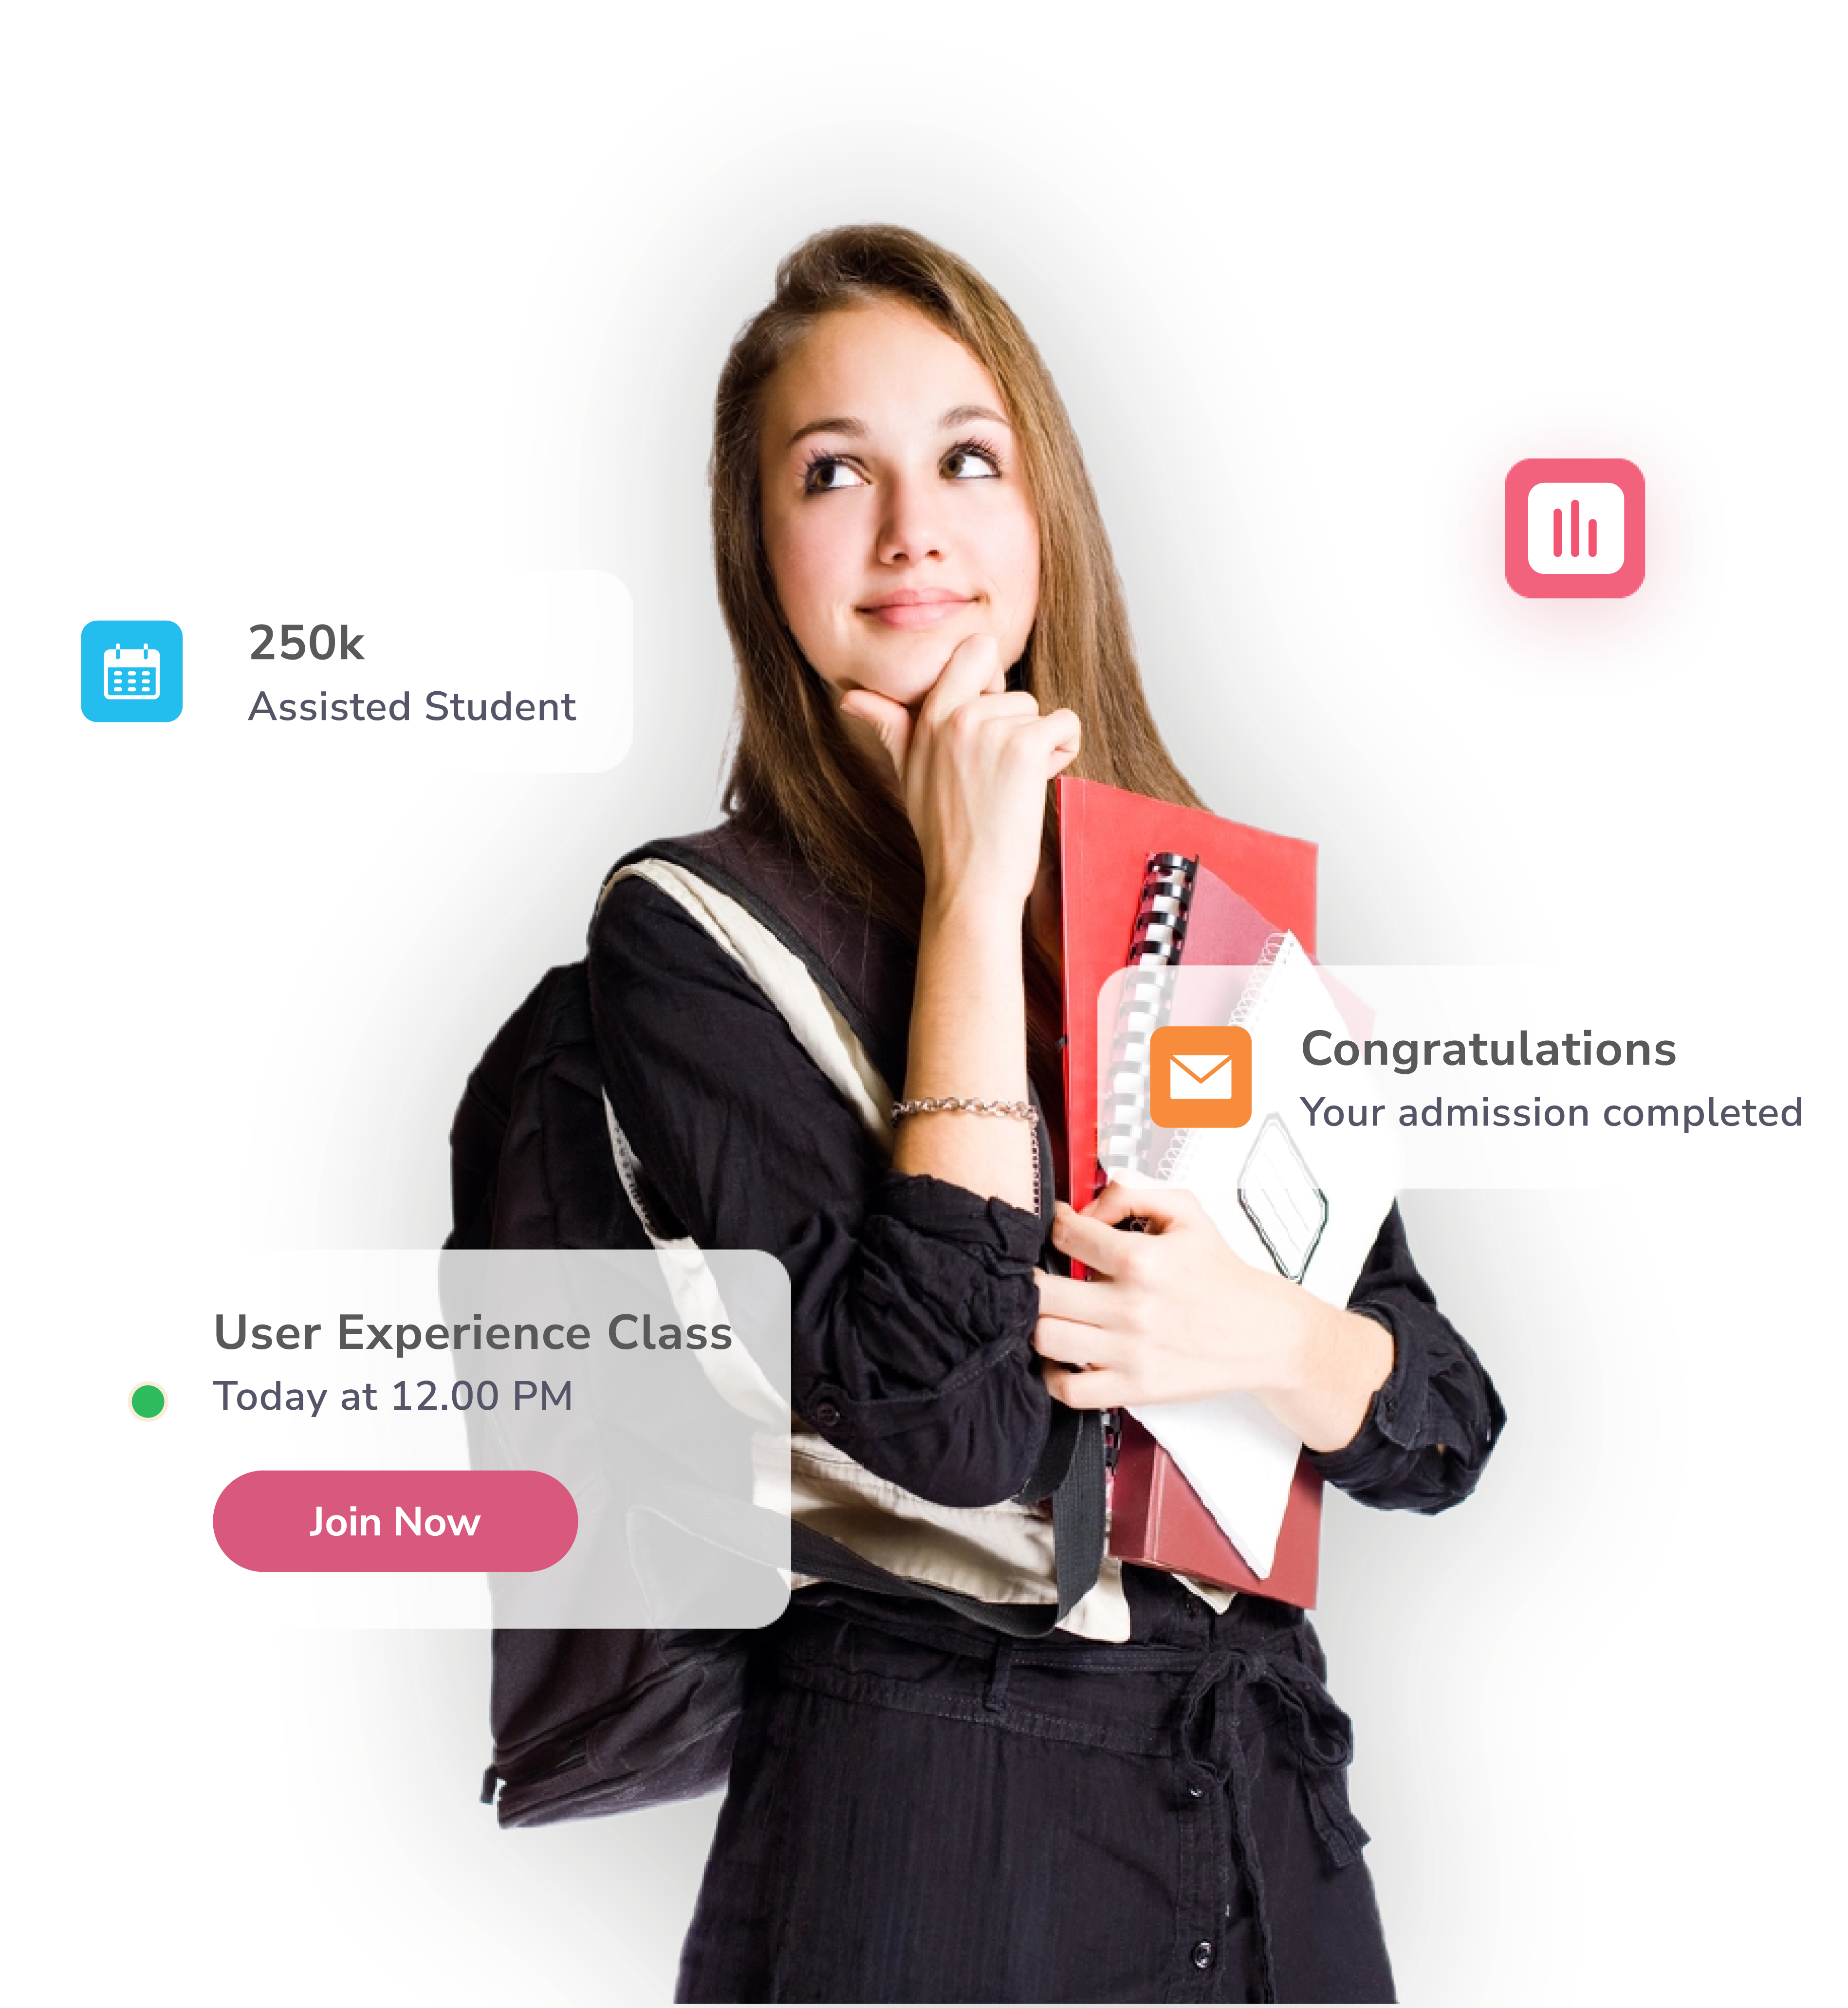 250k
Assisted Student
Congratulations
Your admission completed
User Experience Class
Today at 12.00 PM
Join Now